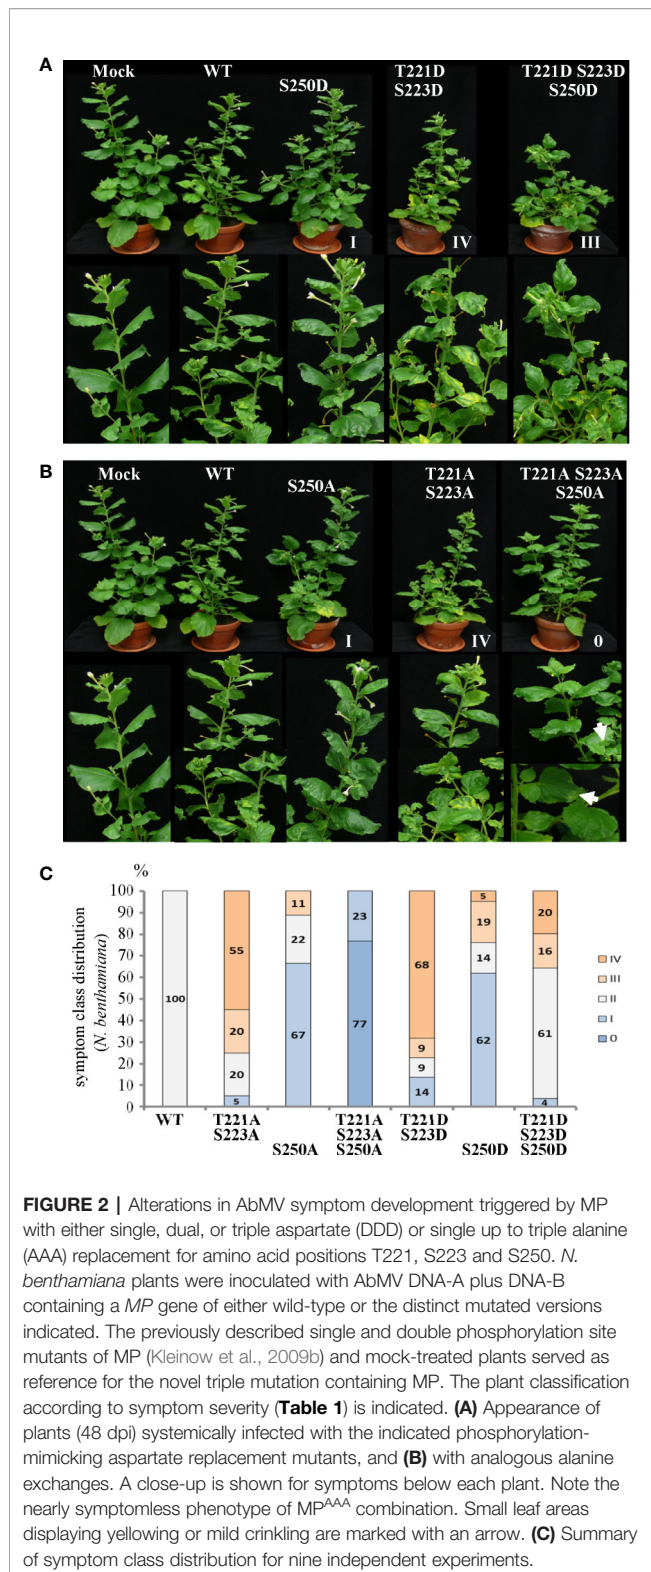 A
Mock
WT
S250D
T221D
S223D
T221D S223D
S250D
I
IV
III
B
Mock
WT
S250A
T221A
S223A
T221A S223A
S250A
I
IV
0
C
%
symptom class distribution
(N. benthamiana)
100
90
80
70
60
50
40
30
20
10
0
100
55
20
20
5
11
22
67
23
77
68
9
9
14
5
19
14
62
20
16
61
4
IV
III
II
I
0
WT
T221A
S223A
S250A
T221A
S223A
S250A
T221D
S223D
S250D
T221D
S223D
S250D
FIGURE 2 | Alterations in AbMV symptom development triggered by MP
with either single, dual, or triple aspartate (DDD) or single up to triple alanine
(AAA) replacement for amino acid positions T221, S223 and S250. N.
benthamiana plants were inoculated with AbMV DNA-A plus DNA-B
containing a MP gene of either wild-type or the distinct mutated versions
indicated. The previously described single and double phosphorylation site
mutants of MP (Kleinow et al., 2009b) and mock-treated plants served as
reference for the novel triple mutation containing MP. The plant classification
according to symptom severity (Table 1) is indicated. (A) Appearance of
plants (48 dpi) systemically infected with the indicated phosphorylation-
mimicking aspartate replacement mutants, and (B) with analogous alanine
exchanges. A close-up is shown for symptoms below each plant. Note the
nearly symptomless phenotype of MPAAA combination. Small leaf areas
displaying yellowing or mild crinkling are marked with an arrow. (C) Summary
of symptom class distribution for nine independent experiments.